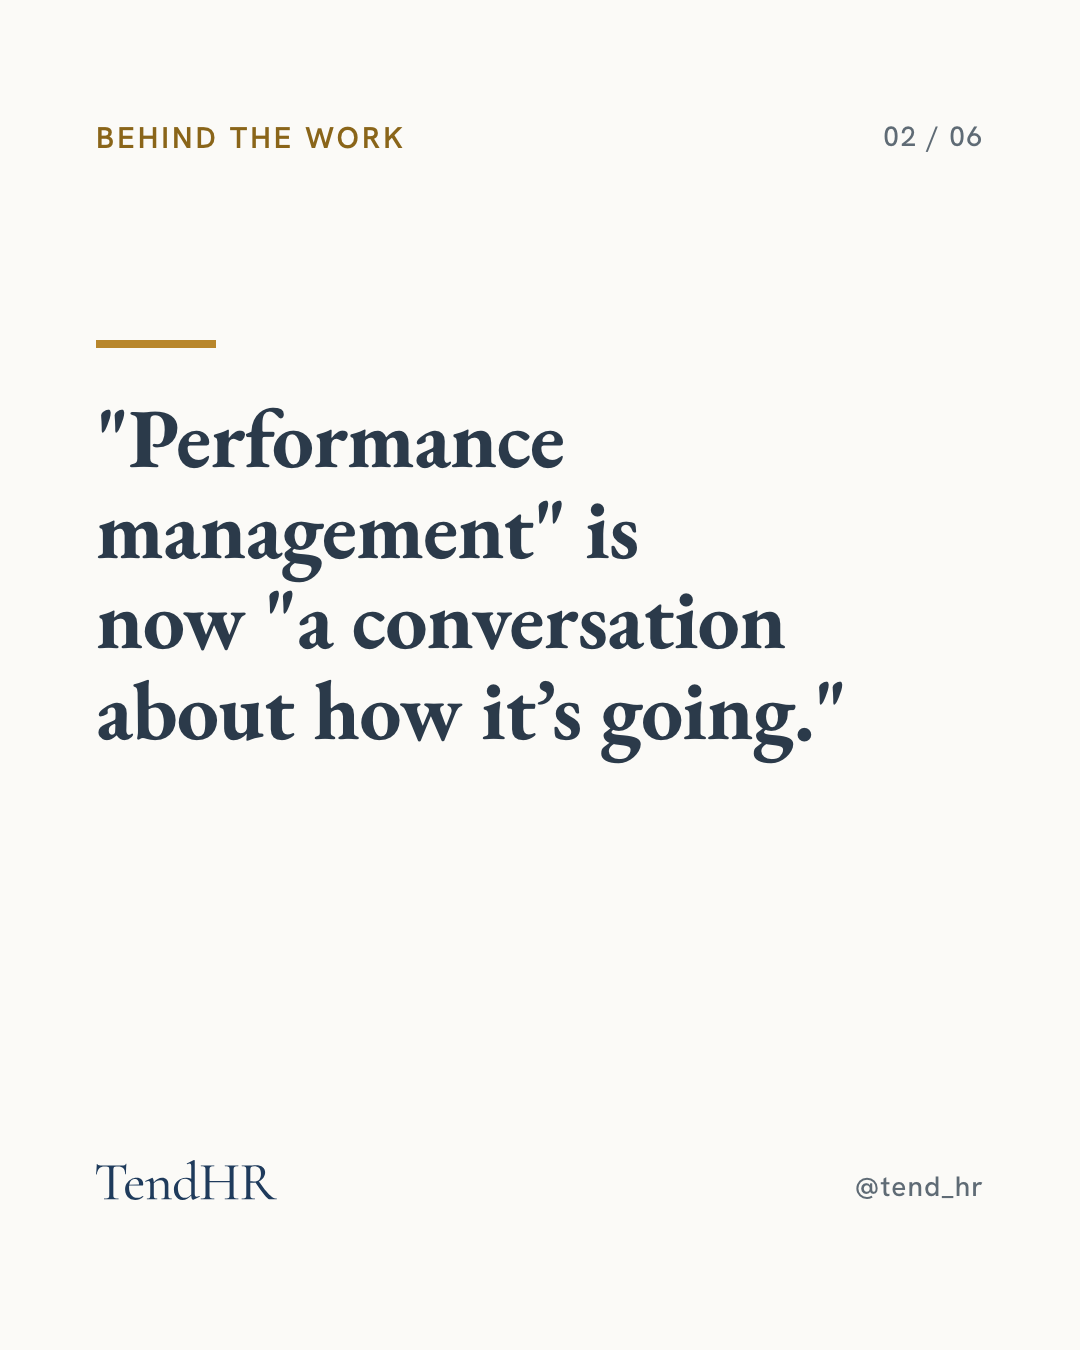 BEHIND THE WORK
02 / 06
"Performance
management" is
now "a conversation
about how it’s going."
TendHR
@tend_hr